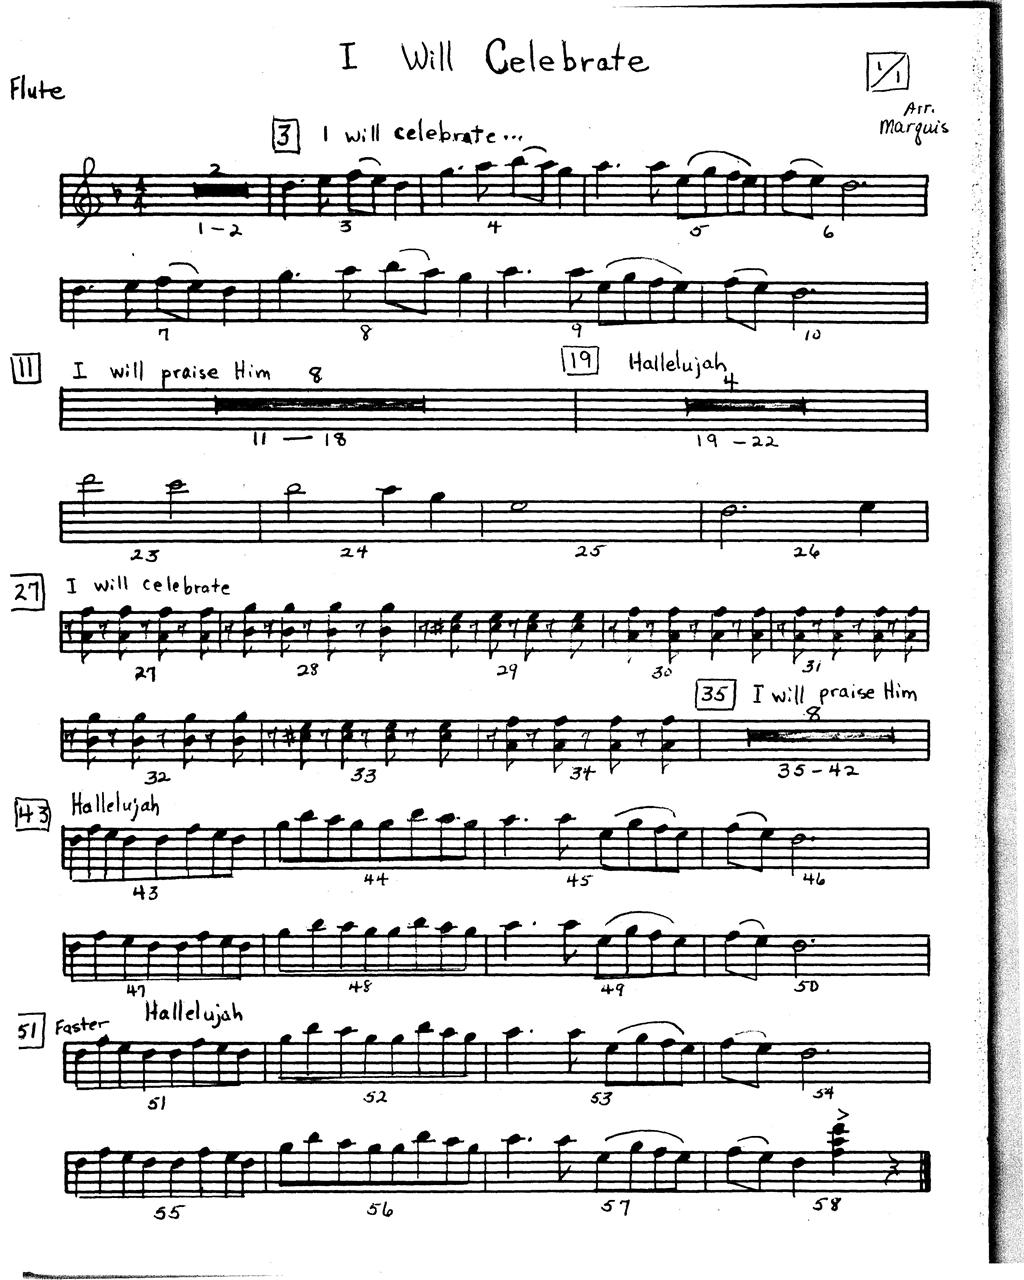 I Will Celebrate
1/1
Flute
Arr.
Marquis
3 I will celebrate...
2
4
4
1-2 3 4 5 6
7 8 9 10
11 I will praise Him 8 19 Hallelujah
4
11 — 18 19 - 22
23 24 25 26
27 I will celebrate
27 28 29 30 31
35 I will praise Him
8
32 33 34 35-42
43 Hallelujah
43 44 45 46
47 48 49 50
51 Faster Hallelujah
51 52 53 54
55 56 57 58